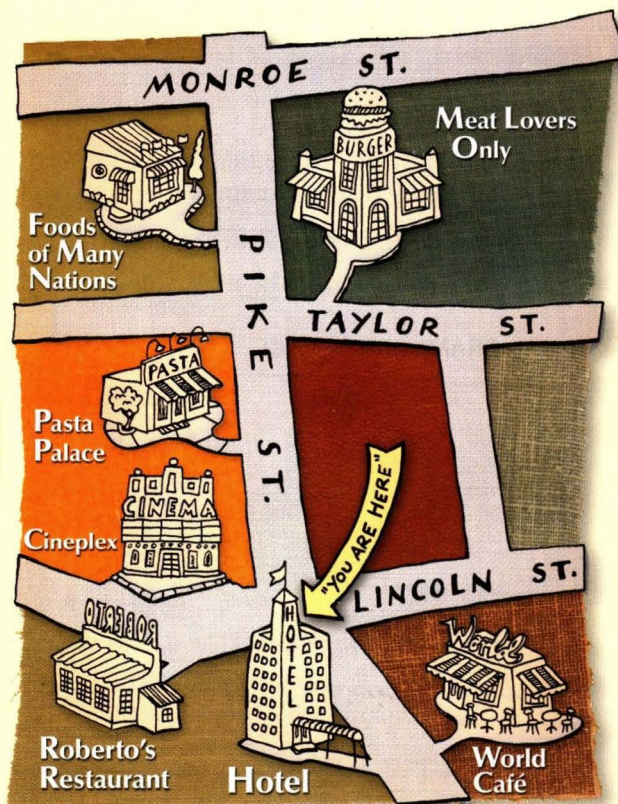 MONROE ST.
BURGER
Meat Lovers
Only
Foods
of Many
Nations
PIKE ST.
TAYLOR ST.
PASTA
Pasta
Palace
CINEMA
Cineplex
"YOU ARE HERE"
LINCOLN ST.
ROBERTO
HOTEL
World
Roberto's
Restaurant
Hotel
World
Café